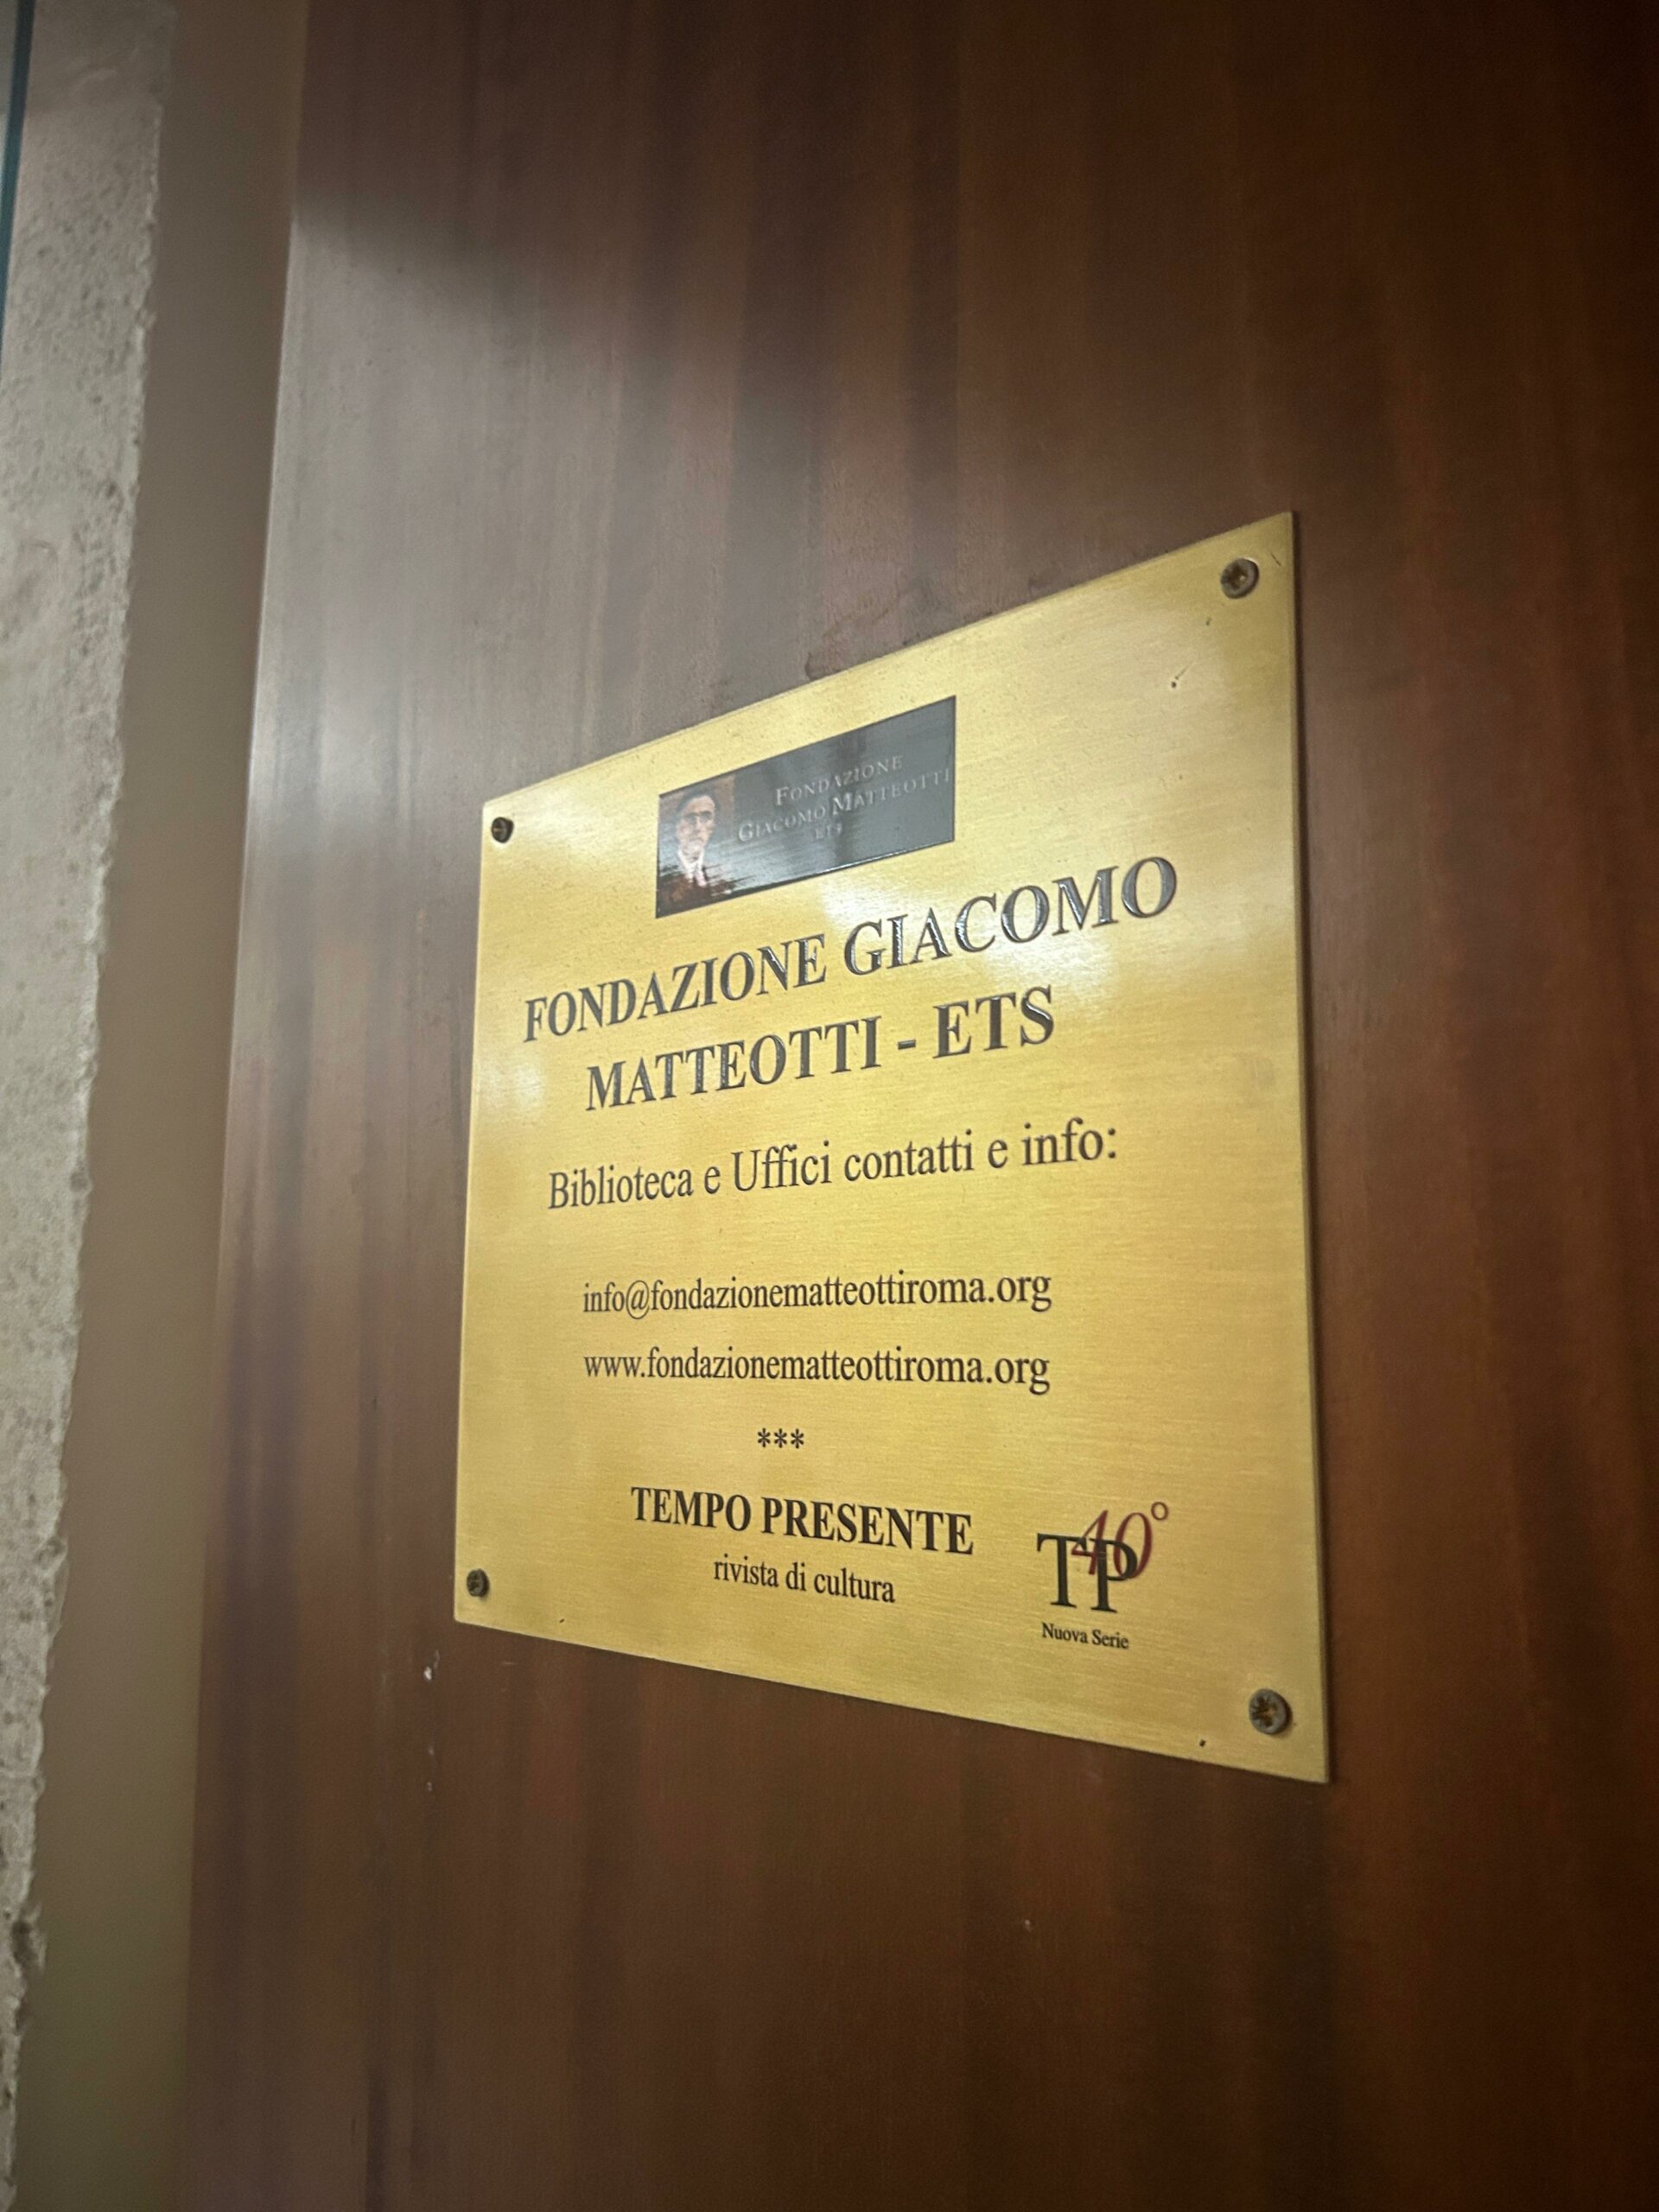 FONDAZIONE
GIACOMO MATTEOTTI
ETS
FONDAZIONE GIACOMO
MATTEOTTI - ETS
Biblioteca e Uffici contatti e info:
info@fondazionematteottiroma.org
www.fondazionematteottiroma.org
***
TEMPO PRESENTE
rivista di cultura
TP 40°
Nuova Serie